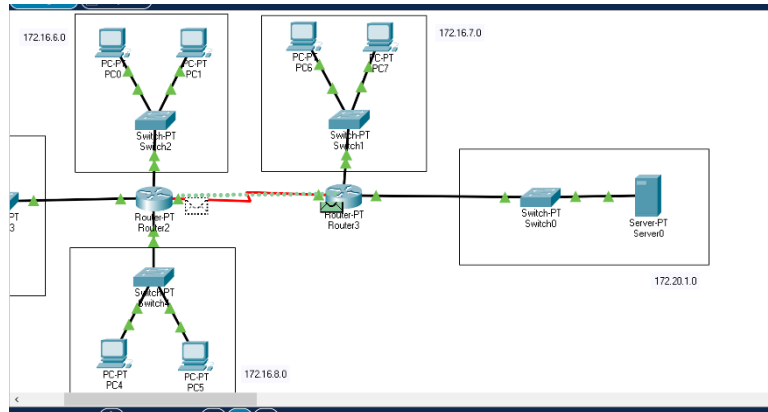 172.16.6.0
172.16.7.0
PC-PT
PC0
PC-PT
PC1
PC-PT
PC6
PC-PT
PC7
Switch-PT
Switch2
Switch-PT
Switch1
PT
3
Router-PT
Router2
Router-PT
Router3
Switch-PT
Switch0
Server-PT
Server0
172.20.1.0
Switch-PT
Switch4
PC-PT
PC4
PC-PT
PC5
172.16.8.0